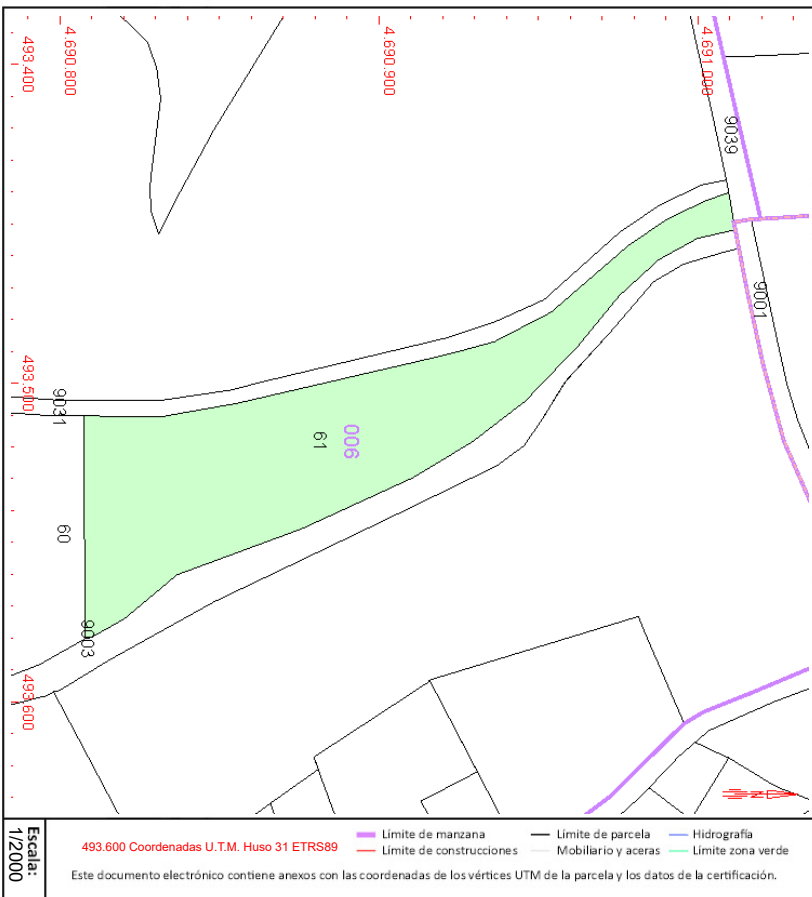 4.690.800
4.690.900
4.691.000
493.400
9039
9001
493.500
9031
006
61
60
9003
493.600
N
Escala:
1/2000
493.600 Coordenadas U.T.M. Huso 31 ETRS89
Límite de manzana
Límite de parcela
Hidrografía
Límite de construcciones
Mobiliario y aceras
Límite zona verde
Este documento electrónico contiene anexos con las coordenadas de los vértices UTM de la parcela y los datos de la certificación.